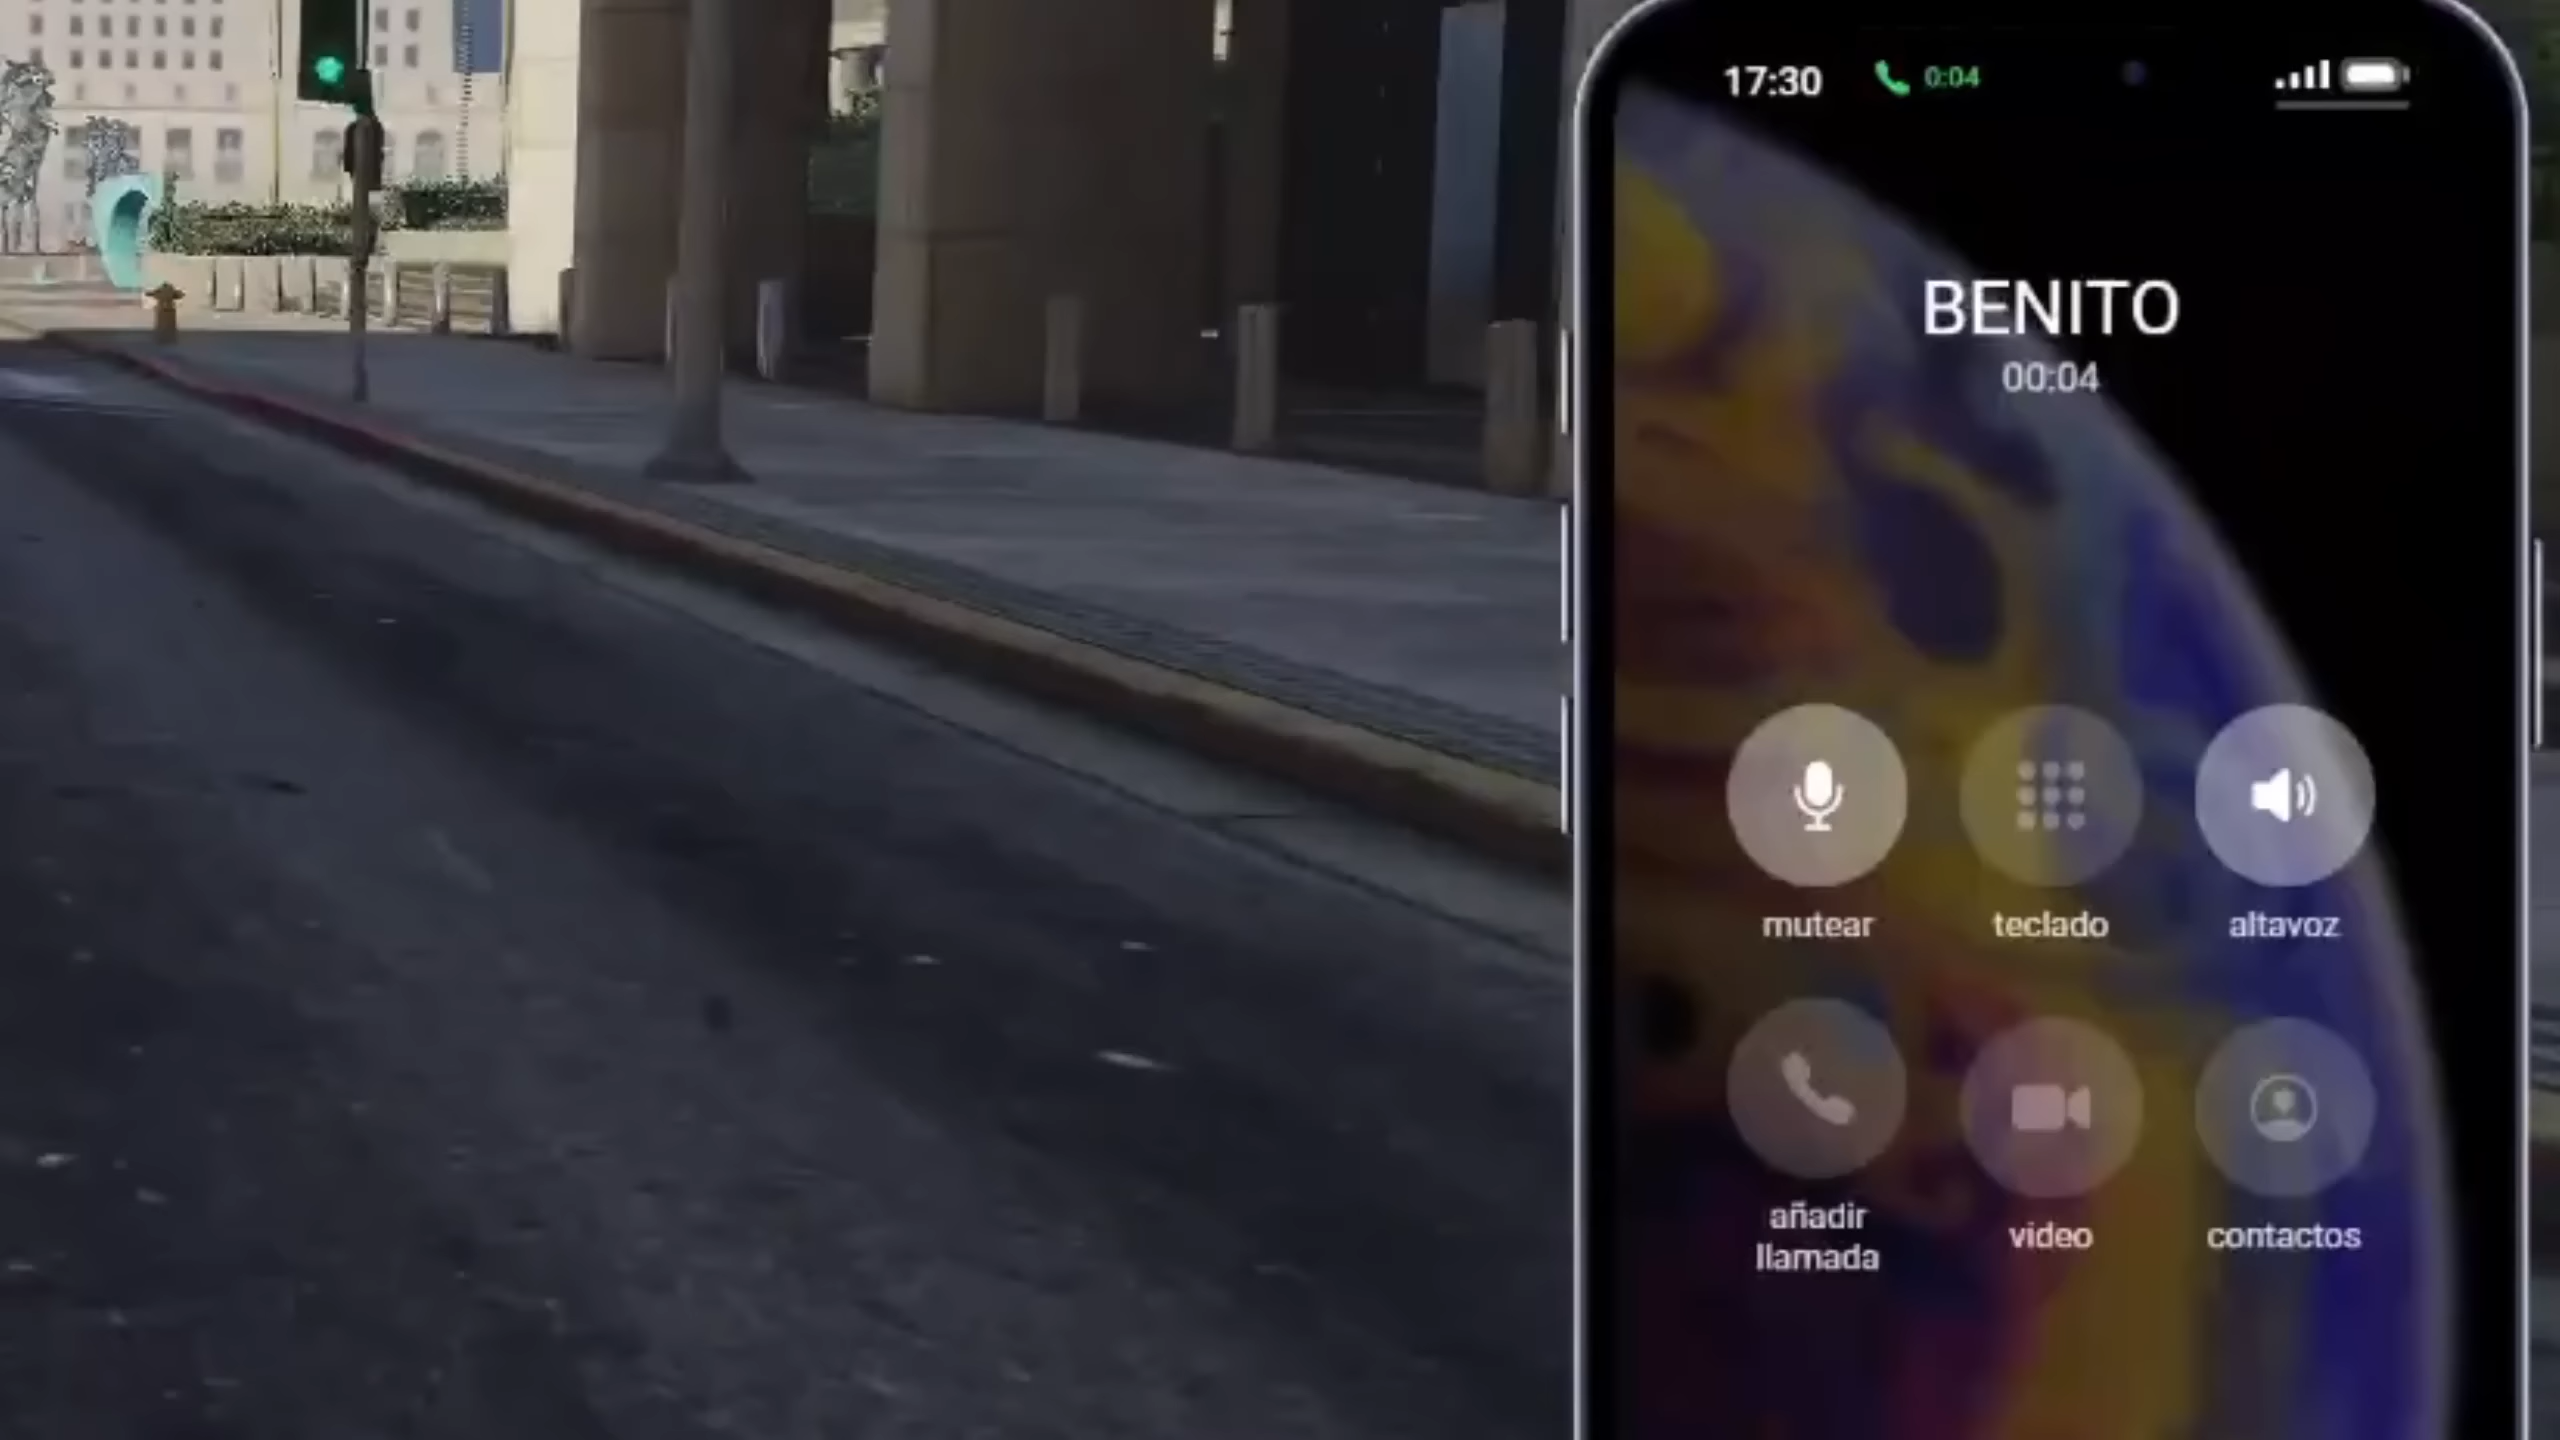 17:30 0:04
BENITO
00:04
mutear teclado altavoz
añadir
llamada
video contactos